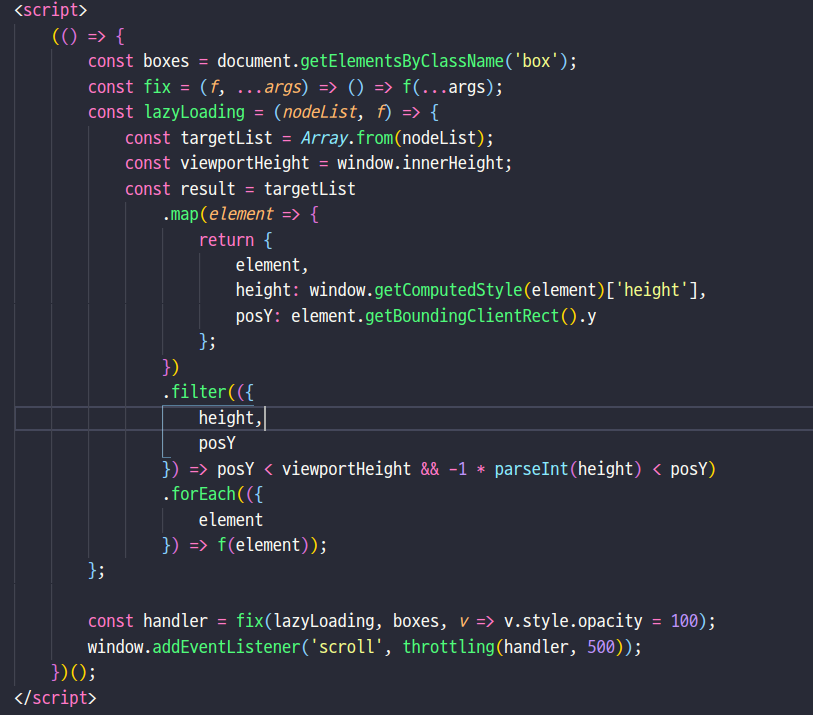 <script>
(() => {
const boxes = document.getElementsByClassName('box');
const fix = (f, ...args) => () => f(...args);
const lazyLoading = (nodeList, f) => {
const targetList = Array.from(nodeList);
const viewportHeight = window.innerHeight;
const result = targetList
.map(element => {
return {
element,
height: window.getComputedStyle(element)['height'],
posY: element.getBoundingClientRect().y
};
})
.filter(({
height,
posY
}) => posY < viewportHeight && -1 * parseInt(height) < posY)
.forEach(({
element
}) => f(element));
};
const handler = fix(lazyLoading, boxes, v => v.style.opacity = 100);
window.addEventListener('scroll', throttling(handler, 500));
})();
</script>